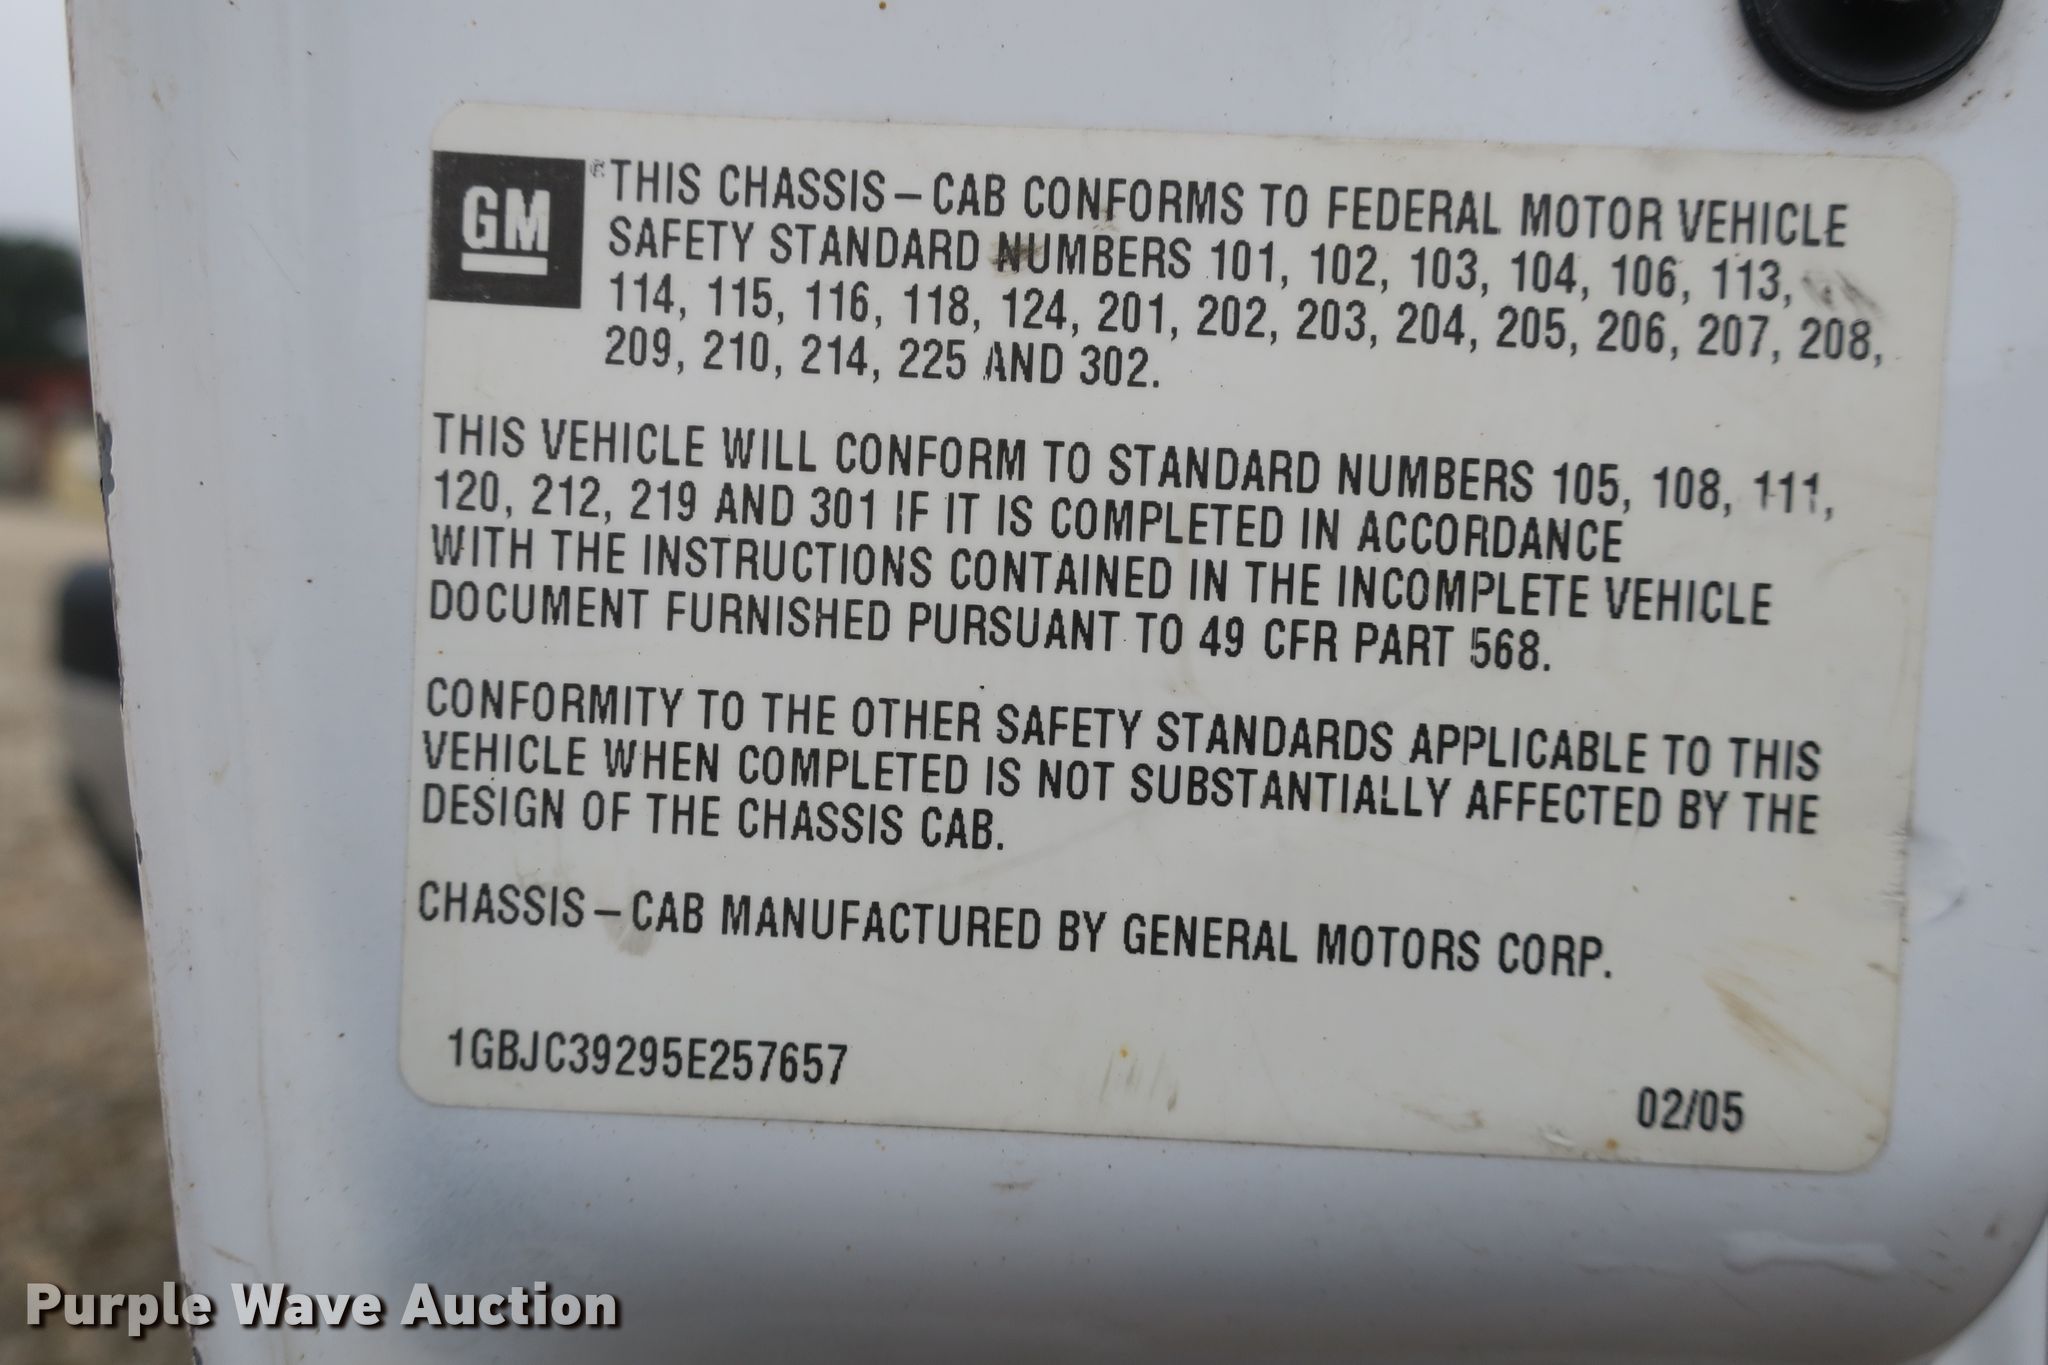 GM
® THIS CHASSIS – CAB CONFORMS TO FEDERAL MOTOR VEHICLE
SAFETY STANDARD NUMBERS 101, 102, 103, 104, 106, 113,
114, 115, 116, 118, 124, 201, 202, 203, 204, 205, 206, 207, 208,
209, 210, 214, 225 AND 302.
THIS VEHICLE WILL CONFORM TO STANDARD NUMBERS 105, 108, 111,
120, 212, 219 AND 301 IF IT IS COMPLETED IN ACCORDANCE
WITH THE INSTRUCTIONS CONTAINED IN THE INCOMPLETE VEHICLE
DOCUMENT FURNISHED PURSUANT TO 49 CFR PART 568.
CONFORMITY TO THE OTHER SAFETY STANDARDS APPLICABLE TO THIS
VEHICLE WHEN COMPLETED IS NOT SUBSTANTIALLY AFFECTED BY THE
DESIGN OF THE CHASSIS CAB.
CHASSIS – CAB MANUFACTURED BY GENERAL MOTORS CORP.
1GBJC39295E257657
02/05
Purple Wave Auction